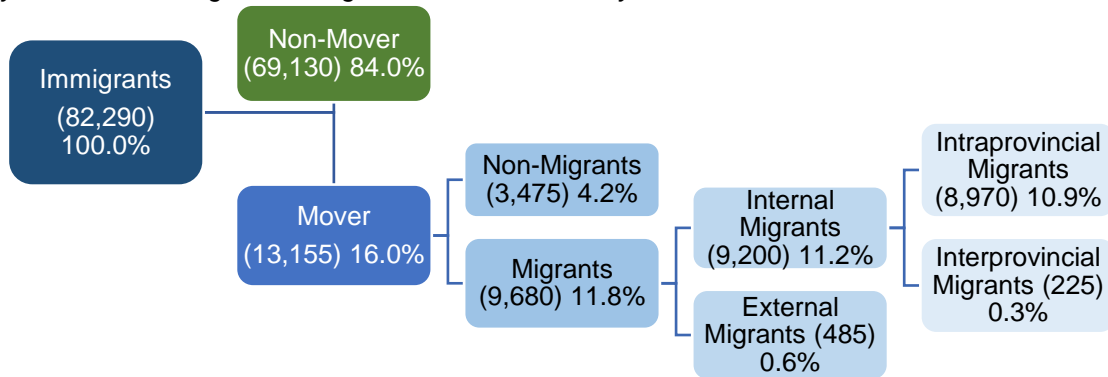 Immigrants
(82,290)
100.0%
Non-Mover
(69,130) 84.0%
Mover
(13,155) 16.0%
Non-Migrants
(3,475) 4.2%
Migrants
(9,680) 11.8%
Internal
Migrants
(9,200) 11.2%
External
Migrants (485)
0.6%
Intraprovincial
Migrants
(8,970) 10.9%
Interprovincial
Migrants (225)
0.3%